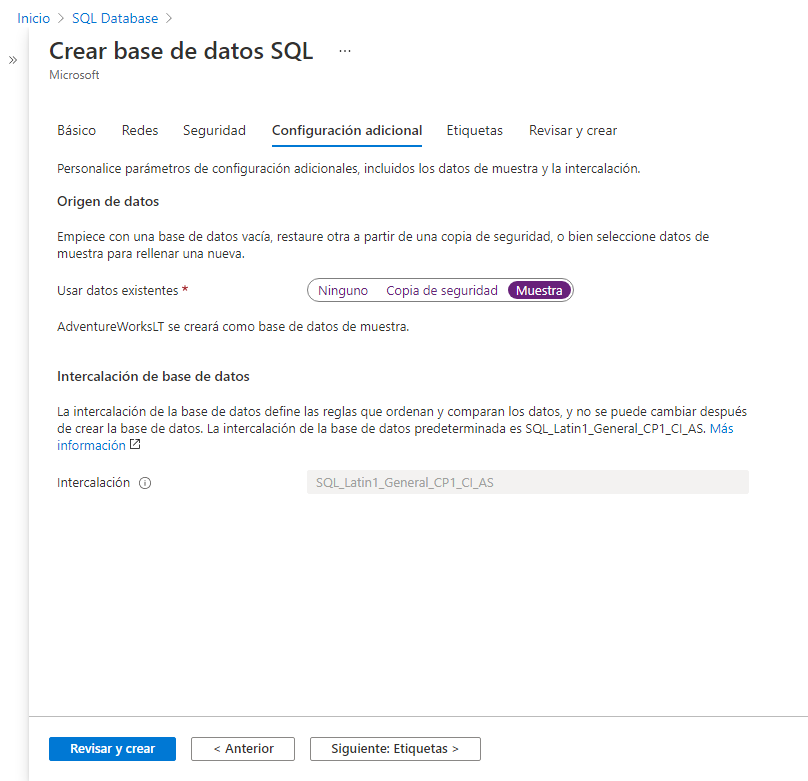 Inicio > SQL Database >
»
Crear base de datos SQL ...
Microsoft
Básico Redes Seguridad Configuración adicional Etiquetas Revisar y crear
Personalice parámetros de configuración adicionales, incluidos los datos de muestra y la intercalación.
Origen de datos
Empiece con una base de datos vacía, restaure otra a partir de una copia de seguridad, o bien seleccione datos de
muestra para rellenar una nueva.
Usar datos existentes * Ninguno Copia de seguridad Muestra
AdventureWorksLT se creará como base de datos de muestra.
Intercalación de base de datos
La intercalación de la base de datos define las reglas que ordenan y comparan los datos, y no se puede cambiar después
de crear la base de datos. La intercalación de la base de datos predeterminada es SQL_Latin1_General_CP1_CI_AS. Más
información
Intercalación SQL_Latin1_General_CP1_CI_AS
Revisar y crear < Anterior Siguiente: Etiquetas >